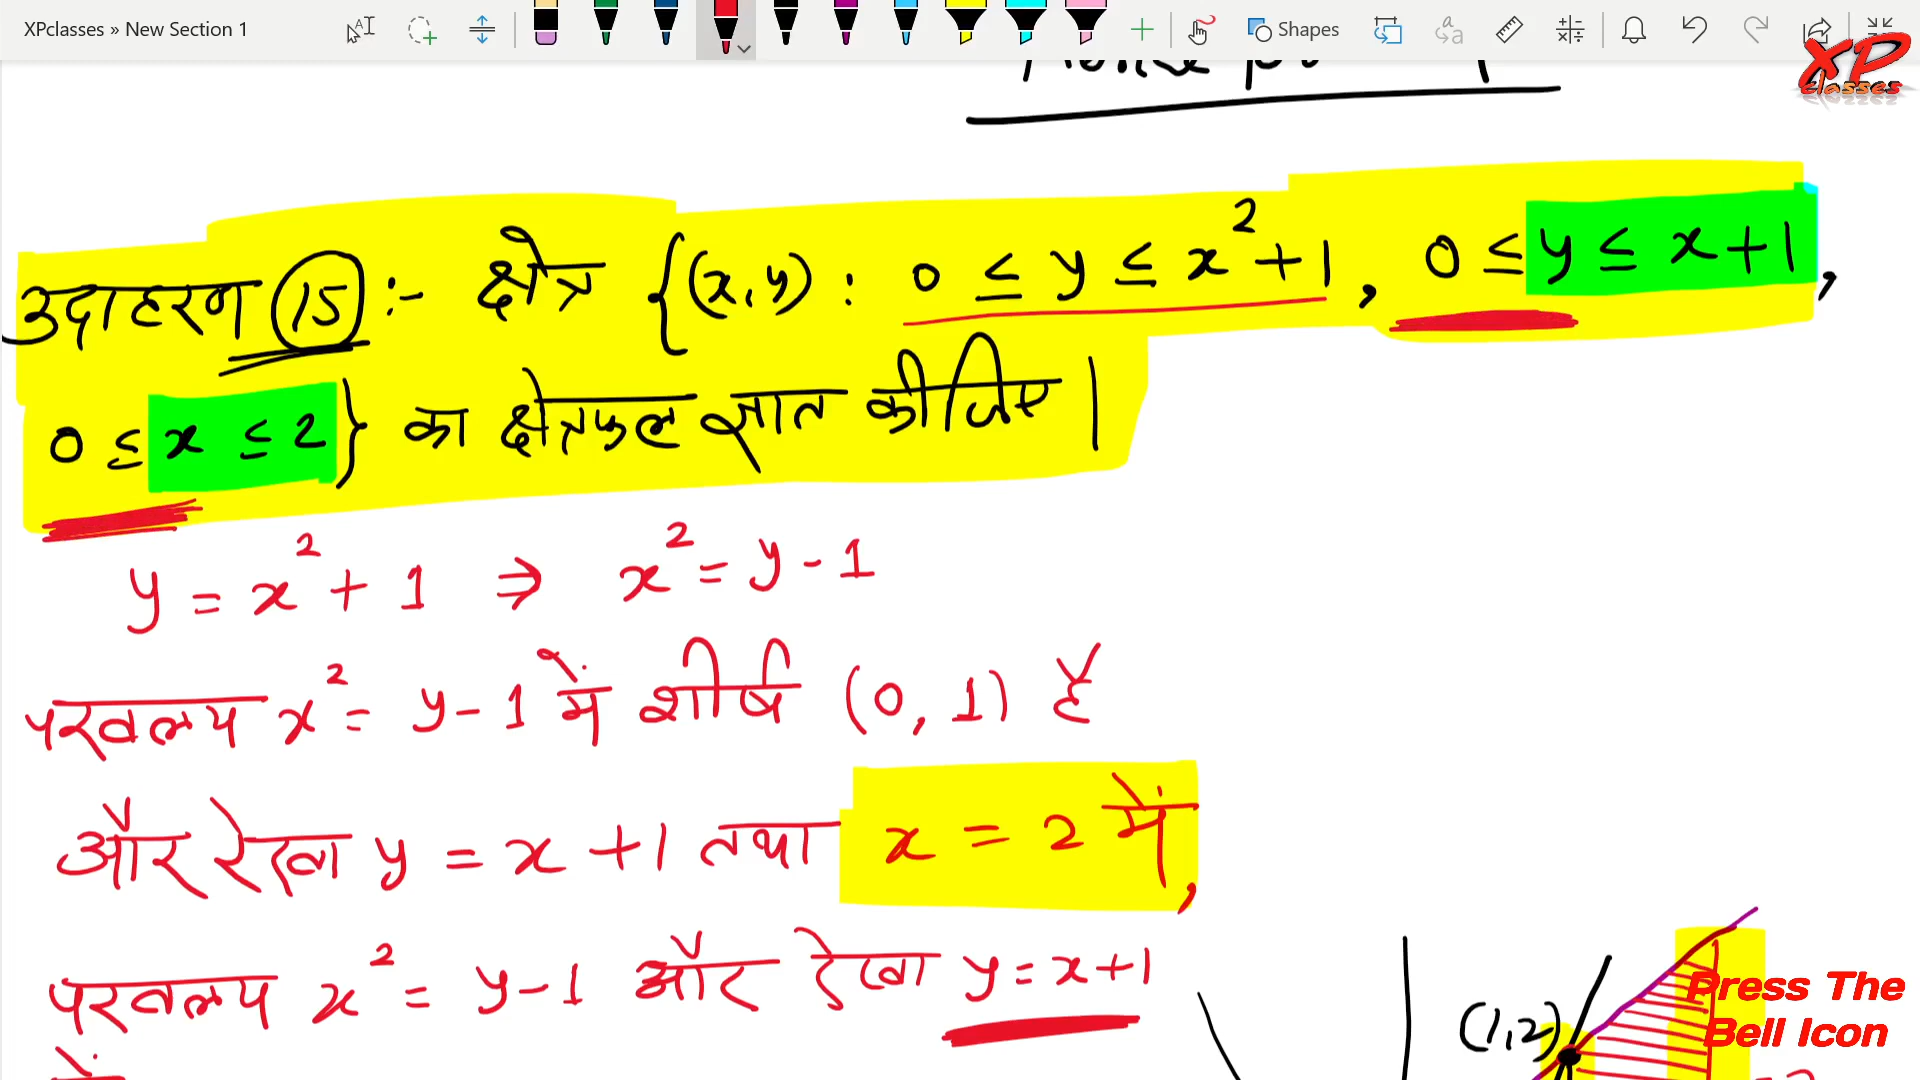 XPclasses » New Section 1
Shapes
XP
classes
उदाहरण (15) :- क्षेत्र {(x, y) : 0 ≤ y ≤ x² + 1, 0 ≤ y ≤ x + 1,
0 ≤ x ≤ 2} का क्षेत्रफल ज्ञात कीजिए |
y = x² + 1 ⇒ x² = y - 1
परवलय x² = y - 1 में शीर्ष (0, 1) है
और रेखा y = x + 1 तथा x = 2 में,
परवलय x² = y - 1 और रेखा y = x + 1
में
(1,2)
Press The
Bell Icon